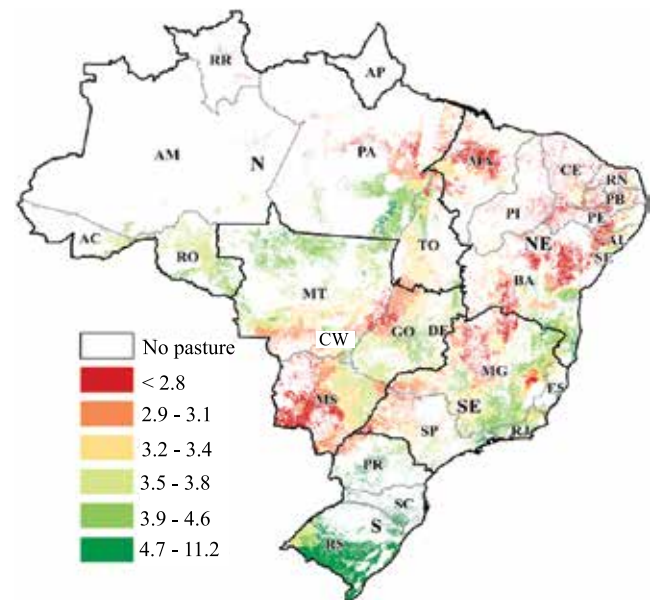 RR
AP
AM
N
PA
MA
CE
RN
PB
PE
PI
AL
SE
NE
AC
RO
TO
BA
MT
CW
GO
DF
MG
ES
MS
SE
SP
RJ
PR
SC
S
RS
No pasture
< 2.8
2.9 - 3.1
3.2 - 3.4
3.5 - 3.8
3.9 - 4.6
4.7 - 11.2